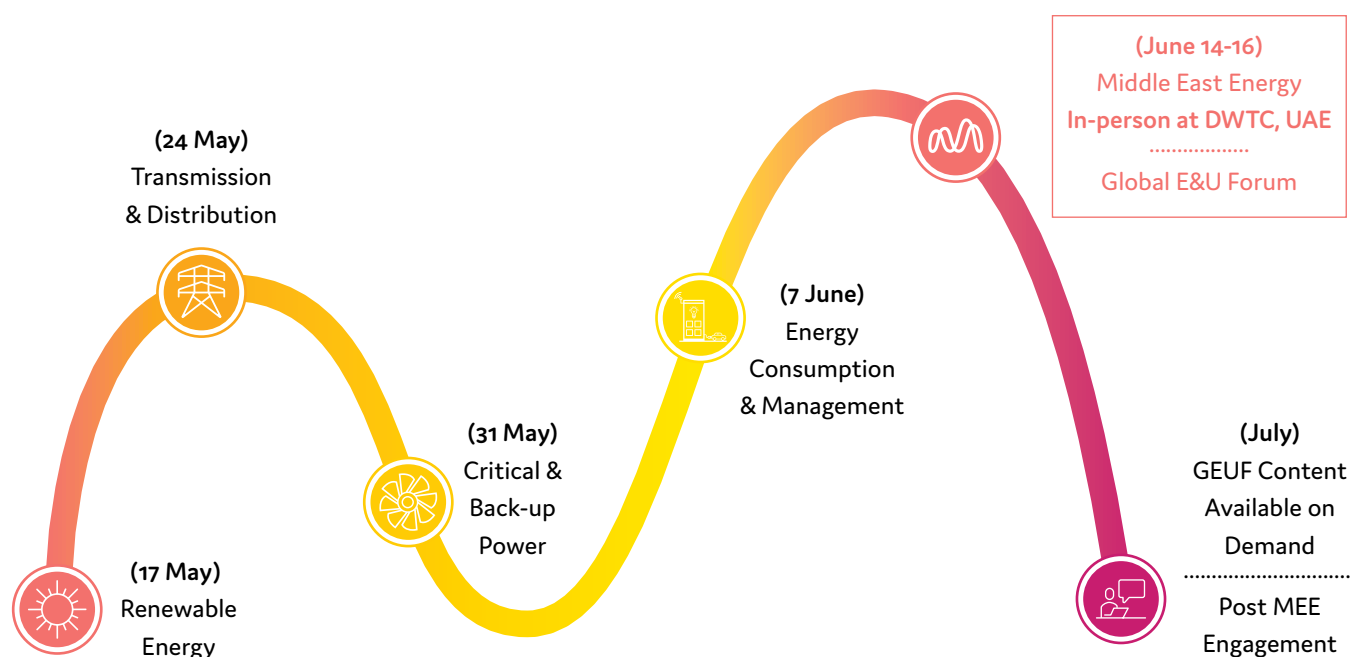 (17 May)
Renewable
Energy
(24 May)
Transmission
& Distribution
(31 May)
Critical &
Back-up
Power
(7 June)
Energy
Consumption
& Management
(June 14-16)
Middle East Energy
In-person at DWTC, UAE
Global E&U Forum
(July)
GEUF Content
Available on
Demand
Post MEE
Engagement